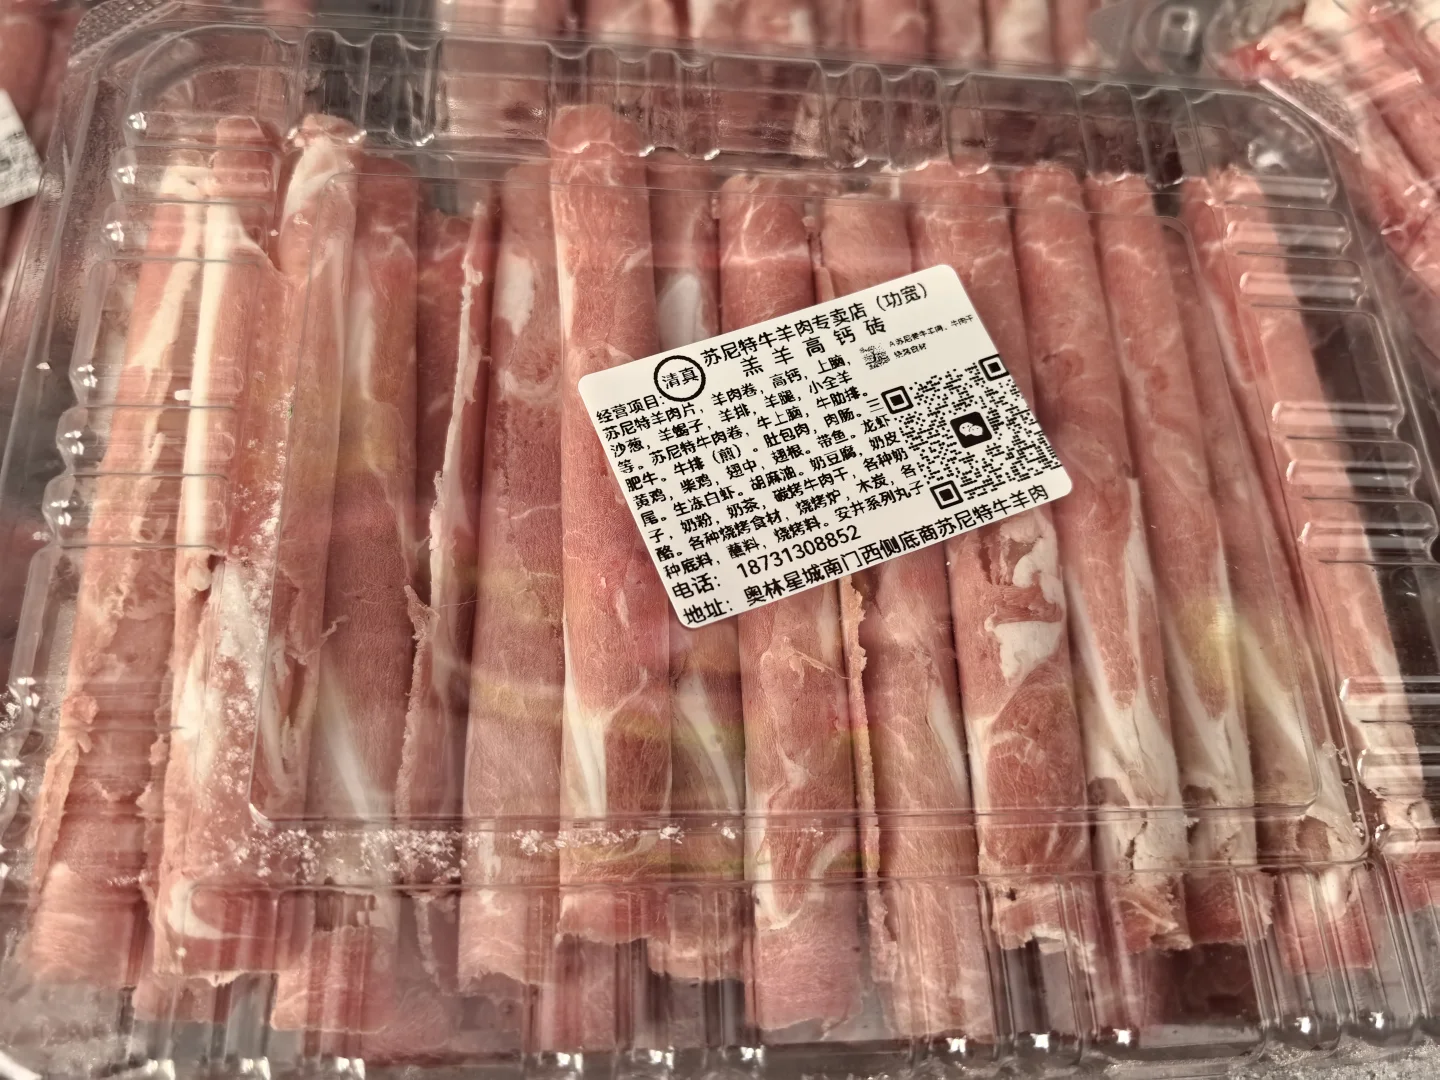 苏尼特牛羊肉专卖店（功宽）
羔羊高钙砖
清真
经营项目：
苏尼特羊肉片，羊肉卷，高钙，上脑，
沙葱，羊蝎子，羊排，羊腿，小全羊
等。苏尼特牛肉卷，牛上脑，牛肋排。
肥牛。牛排（煎）。肚包肉，肉肠。三
黄鸡，柴鸡，翅中，翅根。带鱼。龙虾
尾。生冻白虾。胡麻油。奶豆腐，奶皮
子，奶粉，奶茶，碳烤牛肉干，各种奶
酪。各种烧烤食材，烧烤炉，木炭，各
种底料，蘸料，烧烤料。安井系列丸子
电话：18731308852
地址：奥林星城南门西侧底商苏尼特牛羊肉